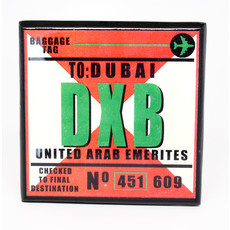 BAGGAGE
TAG
TO:DUBAI
DXB
UNITED ARAB EMERITES
CHECKED
TO FINAL
DESTINATION
Nº 451 609